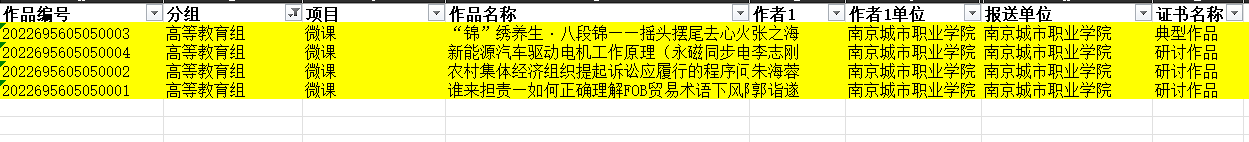 作品编号 分组 项目 作品名称 作者1 作者1单位 报送单位 证书名称
2022695605050003 高等教育组 微课 “锦”绣养生·八段锦一一摇头摆尾去心火 张之海 南京城市职业学院 南京城市职业学院 典型作品
2022695605050004 高等教育组 微课 新能源汽车驱动电机工作原理（永磁同步电 李志刚 南京城市职业学院 南京城市职业学院 研讨作品
2022695605050002 高等教育组 微课 农村集体经济组织提起诉讼应履行的程序问 朱海蓉 南京城市职业学院 南京城市职业学院 研讨作品
2022695605050001 高等教育组 微课 谁来担责一如何正确理解FOB贸易术语下风险 郭诣遂 南京城市职业学院 南京城市职业学院 研讨作品